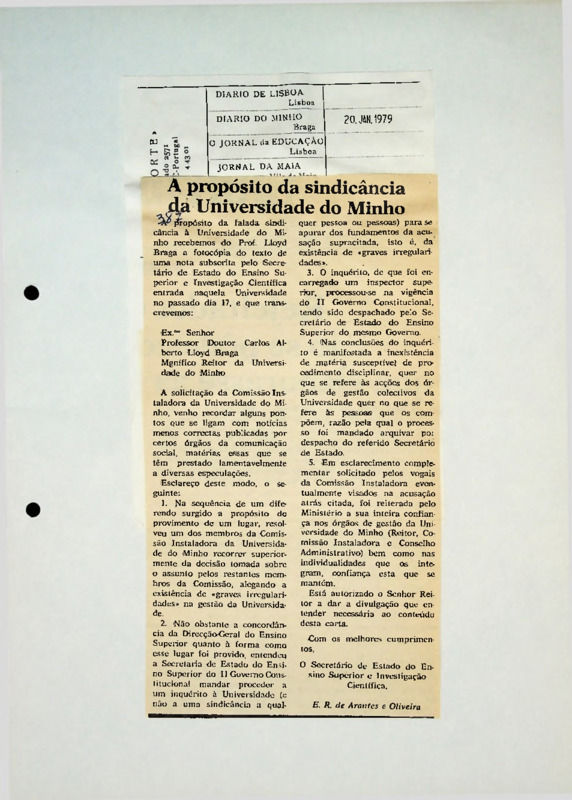 DIARIO DE LISBOA
Lisboa
DIARIO DO MINHO
Braga
20. JAN. 1979
O JORNAL da EDUCAÇÃO
Lisboa
JORNAL DA MAIA
ORTE»
2571
Portugal
4 43 01
A propósito da sindicância
da Universidade do Minho
propósito da falada sindi-
cância à Universidade do Mi-
nho recebemos do Prof. Lloyd
Braga a fotocópia do texto de
uma nota subscrita pelo Secre-
tário de Estado do Ensino Su-
perior e Investigação Científica
entrada naquela Universidade
no passado dia 17, e que trans-
crevemos:
Ex.mo Senhor
Professor Doutor Carlos Al-
berto Lloyd Braga
Mgnífico Reitor da Universi-
dade do Minho
A solicitação da Comissão Ins-
taladora da Universidade do Mi-
nho, venho recordar alguns pon-
tos que se ligam com notícias
menos correctas publicadas por
certos órgãos da comunicação
social, matérias essas que se
têm prestado lamentavelmente
a diversas especulações.
Esclareço deste modo, o se-
guinte:
1. Na sequência de um dife-
rendo surgido a propósito do
provimento de um lugar, resol-
veu um dos membros da Comis-
são Instaladora da Universida-
de do Minho recorrer superior-
mente da decisão tomada sobre
o assunto pelos restantes mem-
bros da Comissão, alegando a
existência de «graves irregulari-
dades» na gestão da Universida-
de.
2. Não obstante a concordân-
cia da Direcção-Geral do Ensino
Superior quanto à forma como
esse lugar foi provido, entendeu
a Secretaria de Estado do Ensi-
no Superior do II Governo Cons-
titucional mandar proceder a
um inquérito à Universidade (e
não a uma sindicância a qual-
quer pessoa ou pessoas) para se
apurar dos fundamentos da acu-
sação supracitada, isto é, da
existência de «graves irregulari-
dades».
3. O inquérito, de que foi en-
carregado um inspector supe-
rior, processou-se na vigência
do II Governo Constitucional,
tendo sido despachado pelo Se-
cretário de Estado do Ensino
Superior do mesmo Governo.
4. Nas conclusões do inquéri-
to é manifestada a inexistência
de matéria susceptível de pro-
cedimento disciplinar, quer no
que se refere às acções dos ór-
gãos de gestão colectivos da
Universidade quer no que se re-
fere às pessoas que os com-
põem, razão pela qual o proces-
so foi mandado arquivar por
despacho do referido Secretário
de Estado.
5. Em esclarecimento comple-
mentar solicitado pelos vogais
da Comissão Instaladora even-
tualmente visados na acusação
atrás citada, foi reiterada pelo
Ministério a sua inteira confian-
ça nos órgãos de gestão da Uni-
versidade do Minho (Reitor, Co-
missão Instaladora e Conselho
Administrativo) bem como nas
individualidades que os inte-
gram, confiança esta que se
mantém.
Está autorizado o Senhor Rei-
tor a dar a divulgação que en-
tender necessária ao conteúdo
desta carta.
Com os melhores cumprimen-
tos,
O Secretário de Estado do En-
sino Superior e Investigação
Científica,
E. R. de Arantes e Oliveira